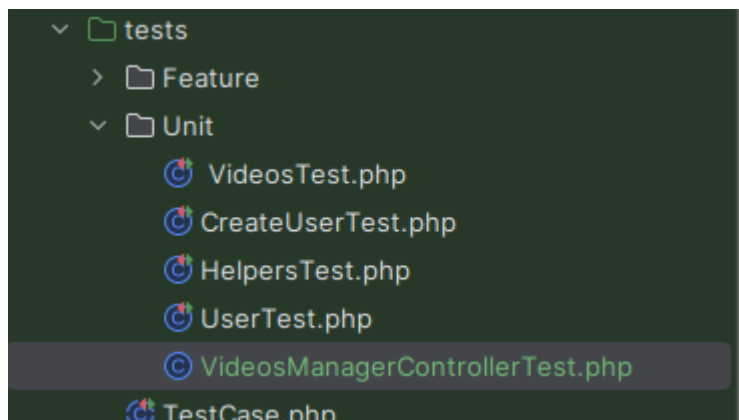 tests
Feature
Unit
VideosTest.php
CreateUserTest.php
HelpersTest.php
UserTest.php
VideosManagerControllerTest.php
TestCase.php